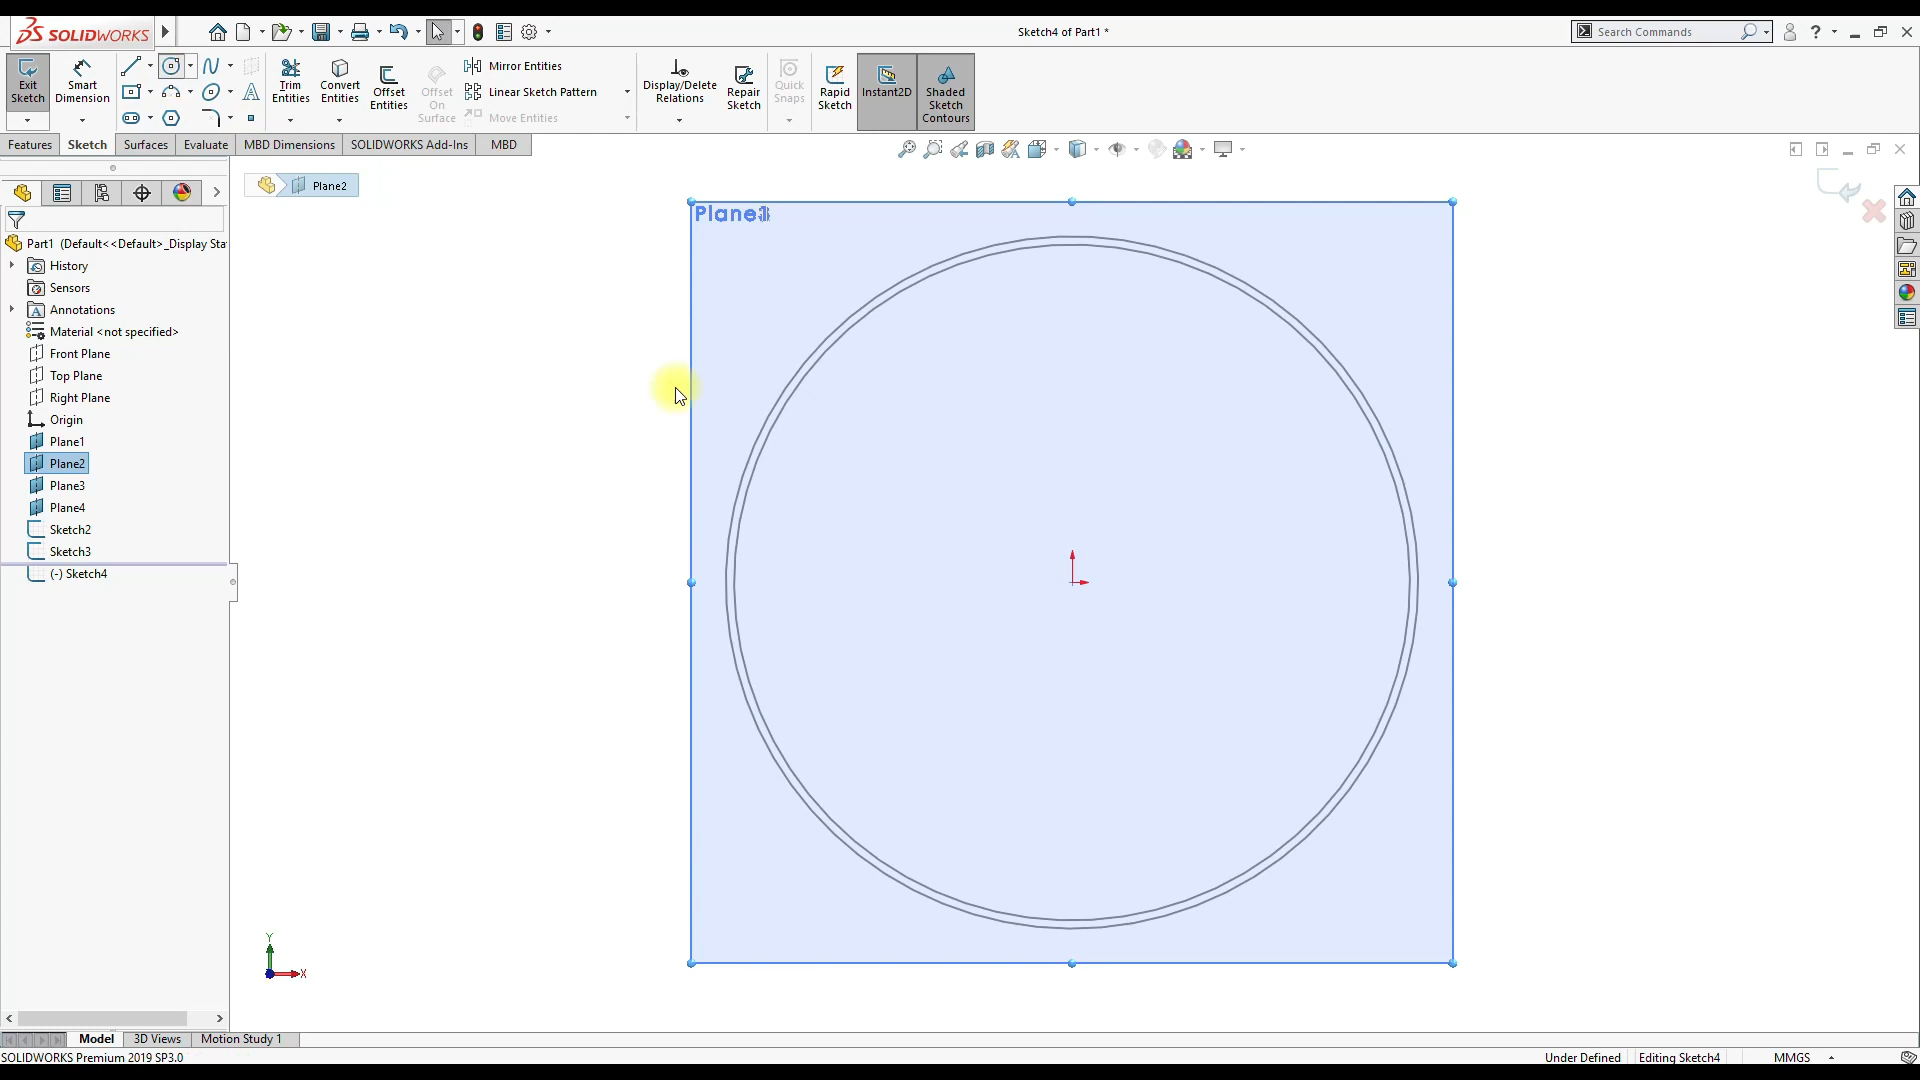 SOLIDWORKS
Sketch4 of Part1 *
Search Commands
Exit Sketch
Smart Dimension
Trim Entities
Convert Entities
Offset Entities
Offset On Surface
Mirror Entities
Linear Sketch Pattern
Move Entities
Display/Delete Relations
Repair Sketch
Quick Snaps
Rapid Sketch
Instant2D
Shaded Sketch Contours
Features
Sketch
Surfaces
Evaluate
MBD Dimensions
SOLIDWORKS Add-Ins
MBD
Plane2
Part1 (Default<<Default>_Display Sta
History
Sensors
Annotations
Material <not specified>
Front Plane
Top Plane
Right Plane
Origin
Plane1
Plane2
Plane3
Plane4
Sketch2
Sketch3
(-) Sketch4
Y
X
Model
3D Views
Motion Study 1
SOLIDWORKS Premium 2019 SP3.0
Under Defined
Editing Sketch4
MMGS